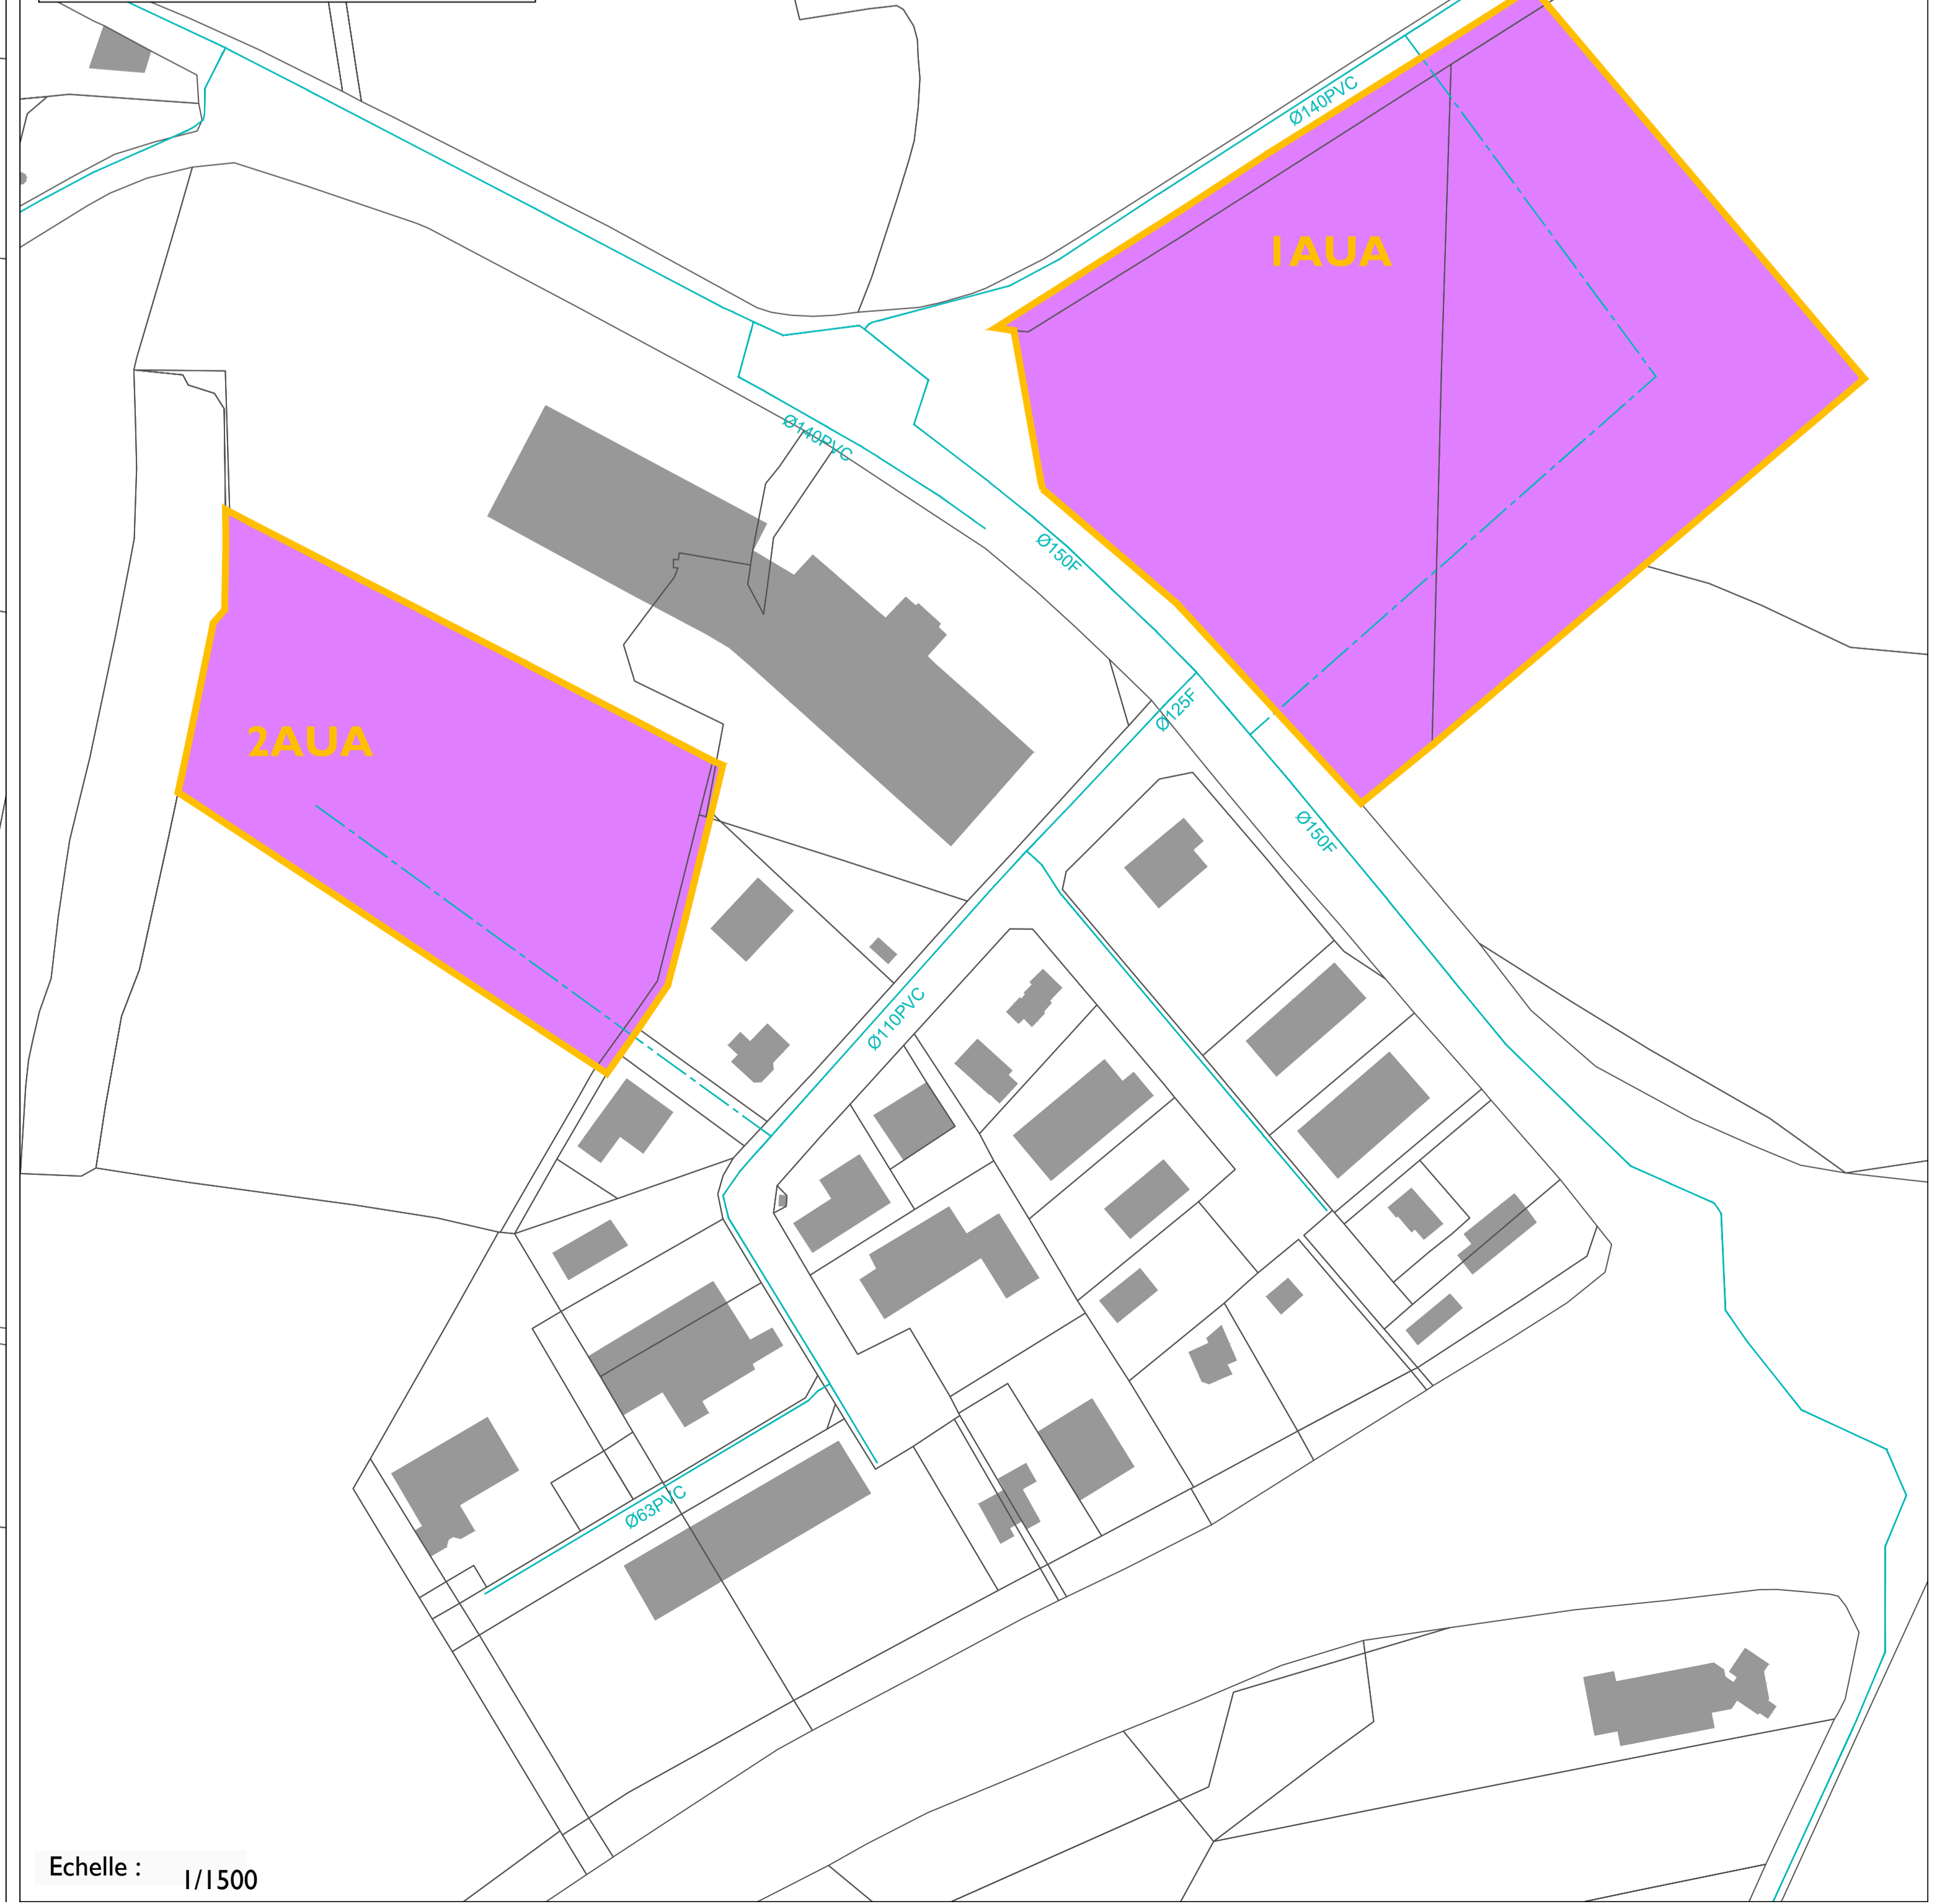 Ø140PVC
1AUA
Ø140PVC
Ø150F
Ø125F
2AUA
Ø150F
Ø110PVC
Ø63PVC
Echelle :
1/1500